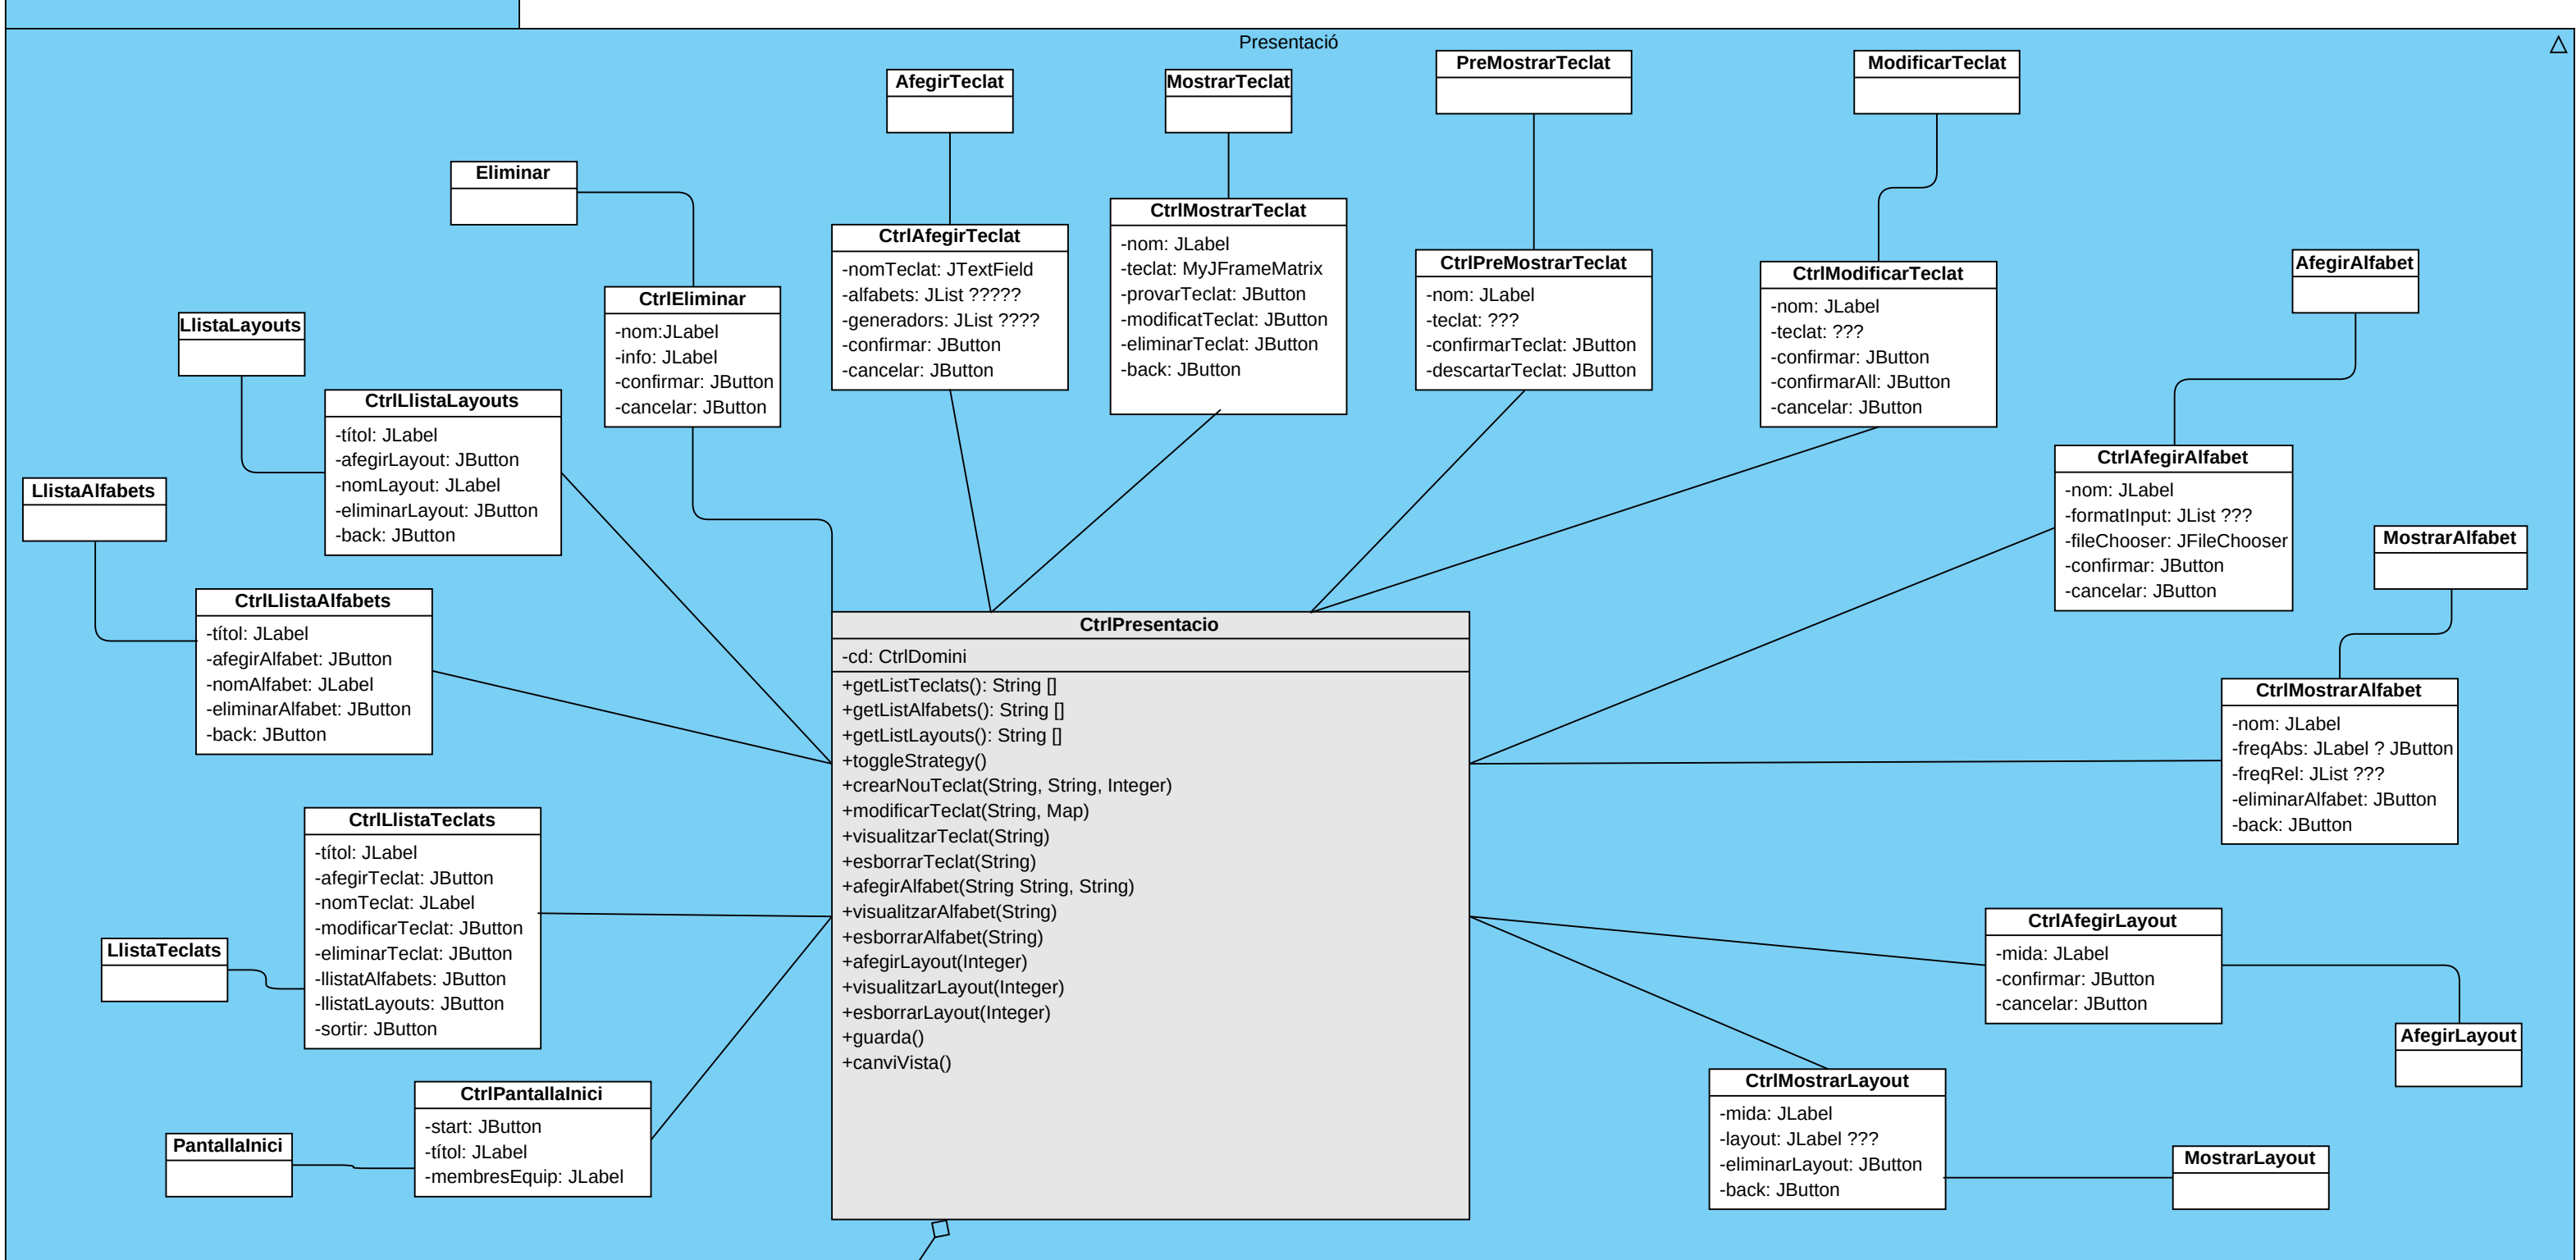 Presentació
AfegirTeclat
MostrarTeclat
PreMostrarTeclat
ModificarTeclat
Eliminar
CtrlAfegirTeclat
-nomTeclat: JTextField
-alfabets: JList ?????
-generadors: JList ????
-confirmar: JButton
-cancelar: JButton
CtrlMostrarTeclat
-nom: JLabel
-teclat: MyJFrameMatrix
-provarTeclat: JButton
-modificatTeclat: JButton
-eliminarTeclat: JButton
-back: JButton
CtrlPreMostrarTeclat
-nom: JLabel
-teclat: ???
-confirmarTeclat: JButton
-descartarTeclat: JButton
CtrlModificarTeclat
-nom: JLabel
-teclat: ???
-confirmar: JButton
-confirmarAll: JButton
-cancelar: JButton
AfegirAlfabet
CtrlEliminar
-nom:JLabel
-info: JLabel
-confirmar: JButton
-cancelar: JButton
LlistaLayouts
CtrlLlistaLayouts
-títol: JLabel
-afegirLayout: JButton
-nomLayout: JLabel
-eliminarLayout: JButton
-back: JButton
CtrlAfegirAlfabet
-nom: JLabel
-formatInput: JList ???
-fileChooser: JFileChooser
-confirmar: JButton
-cancelar: JButton
LlistaAlfabets
MostrarAlfabet
CtrlLlistaAlfabets
-títol: JLabel
-afegirAlfabet: JButton
-nomAlfabet: JLabel
-eliminarAlfabet: JButton
-back: JButton
CtrlPresentacio
-cd: CtrlDomini
+getListTeclats(): String []
+getListAlfabets(): String []
+getListLayouts(): String []
+toggleStrategy()
+crearNouTeclat(String, String, Integer)
+modificarTeclat(String, Map)
+visualitzarTeclat(String)
+esborrarTeclat(String)
+afegirAlfabet(String String, String)
+visualitzarAlfabet(String)
+esborrarAlfabet(String)
+afegirLayout(Integer)
+visualitzarLayout(Integer)
+esborrarLayout(Integer)
+guarda()
+canviVista()
CtrlMostrarAlfabet
-nom: JLabel
-freqAbs: JLabel ? JButton
-freqRel: JList ???
-eliminarAlfabet: JButton
-back: JButton
CtrlLlistaTeclats
-títol: JLabel
-afegirTeclat: JButton
-nomTeclat: JLabel
-modificarTeclat: JButton
-eliminarTeclat: JButton
-llistatAlfabets: JButton
-llistatLayouts: JButton
-sortir: JButton
LlistaTeclats
CtrlAfegirLayout
-mida: JLabel
-confirmar: JButton
-cancelar: JButton
AfegirLayout
CtrlPantallaInici
-start: JButton
-títol: JLabel
-membresEquip: JLabel
PantallaInici
CtrlMostrarLayout
-mida: JLabel
-layout: JLabel ???
-eliminarLayout: JButton
-back: JButton
MostrarLayout